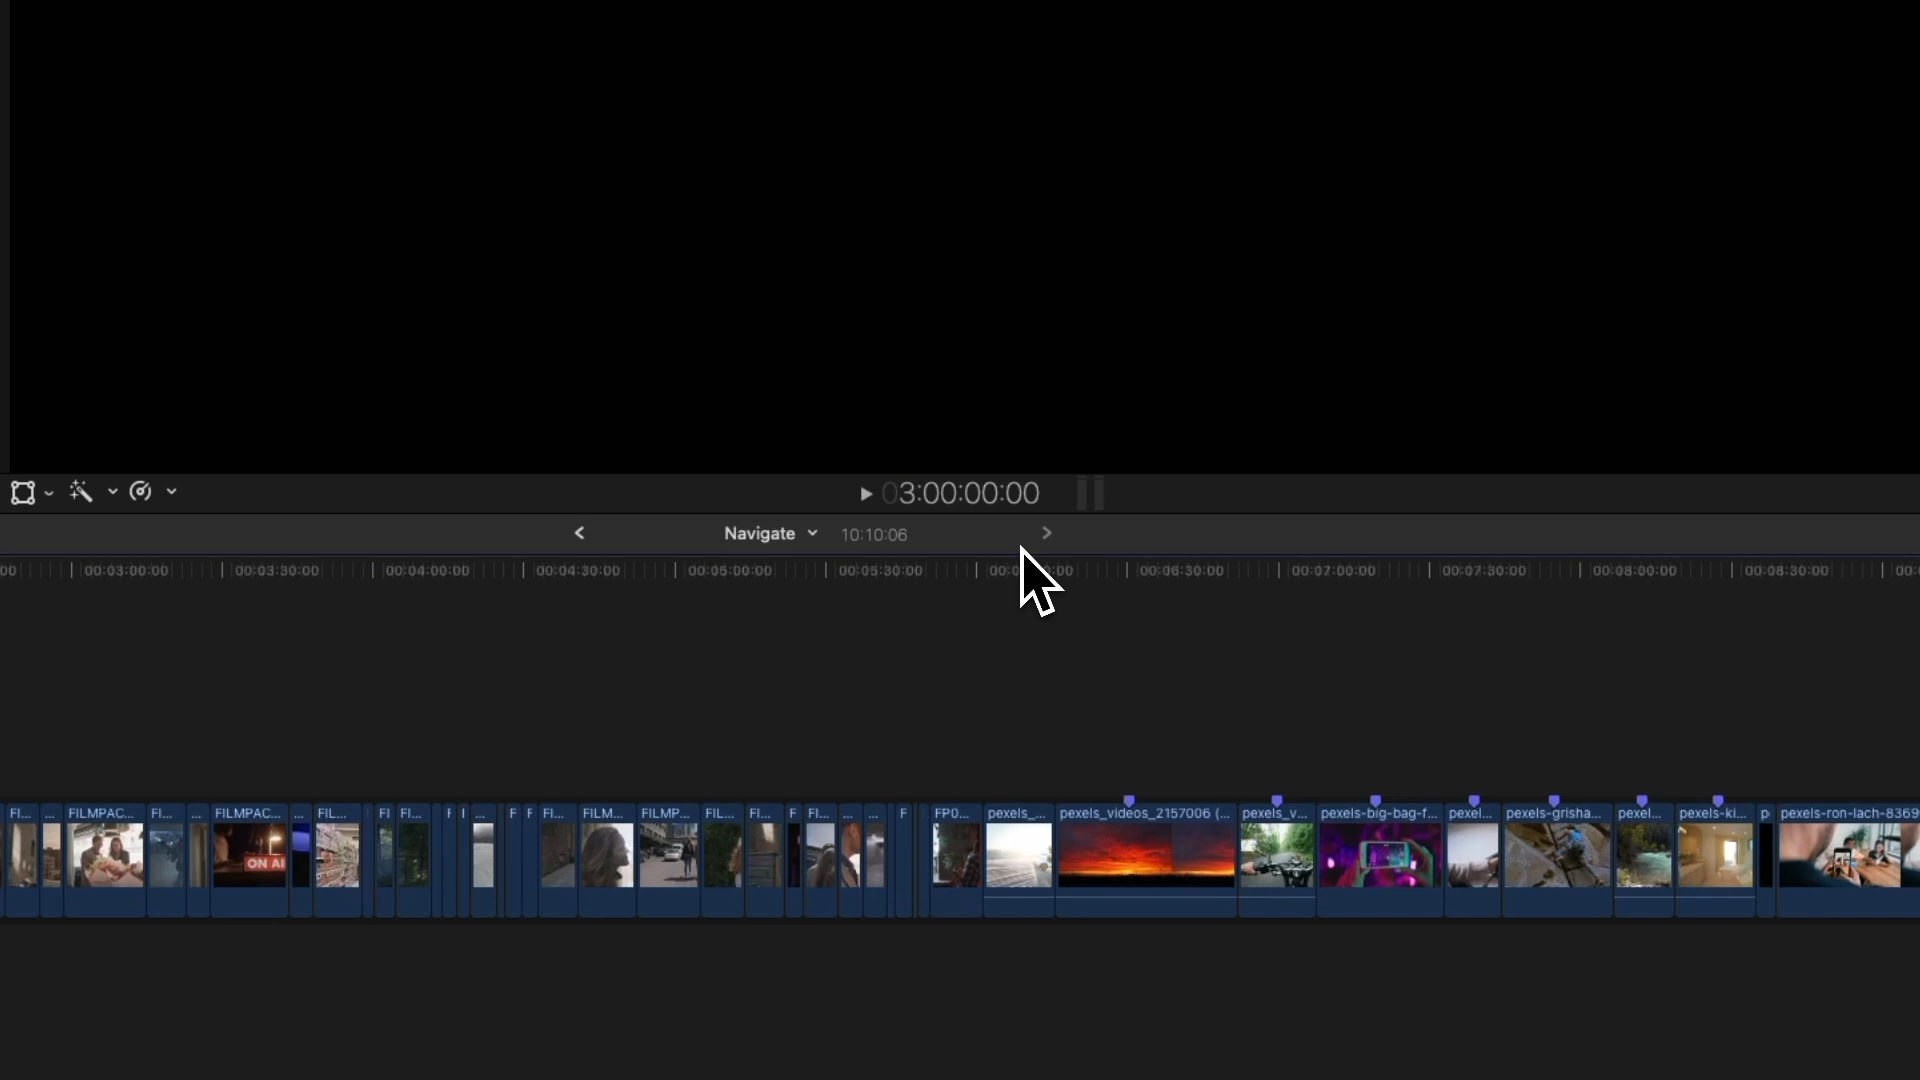 03:00:00:00
Navigate 10:10:06
00 00:03:00:00 00:03:30:00 00:04:00:00 00:04:30:00 00:05:00:00 00:05:30:00 00:06:00:00 00:06:30:00 00:07:00:00 00:07:30:00 00:08:00:00 00:08:30:00 00:
FI... ... FILMPAC... FI... ... FILMPAC... ... FIL... FI FI... F I ... F F FI... FILM... FILMP... FIL... FI... F FI... ... ... F FP0... pexels_... pexels_videos_2157006 (... pexels_v... pexels-big-bag-f... pexel... pexels-grisha... pexel... pexels-ki... p pexels-ron-lach-8369
ON AI